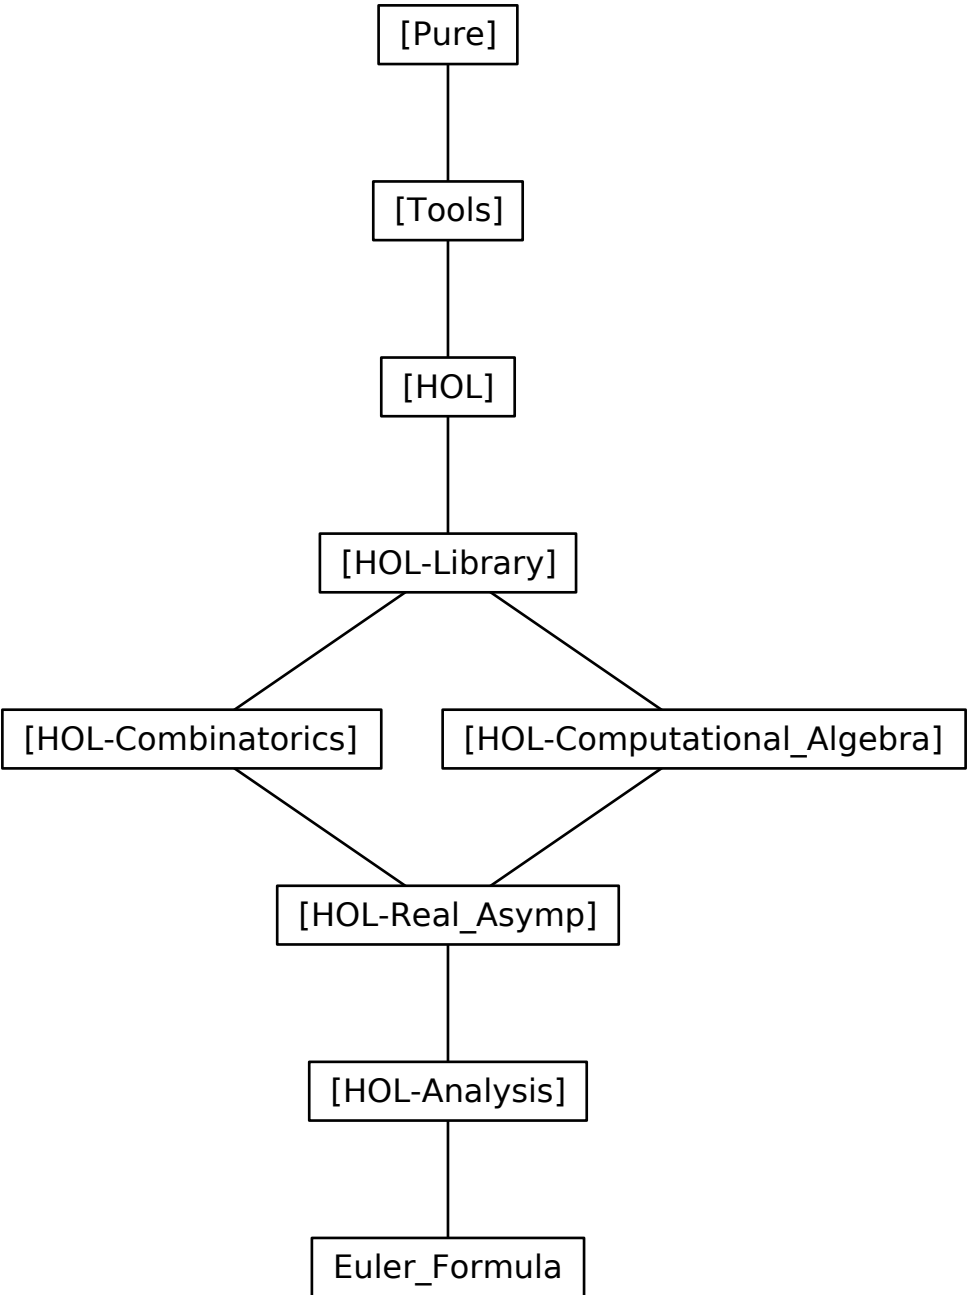 [Pure]
[Tools]
[HOL]
[HOL-Library]
[HOL-Combinatorics]
[HOL-Computational_Algebra]
[HOL-Real_Asymp]
[HOL-Analysis]
Euler_Formula